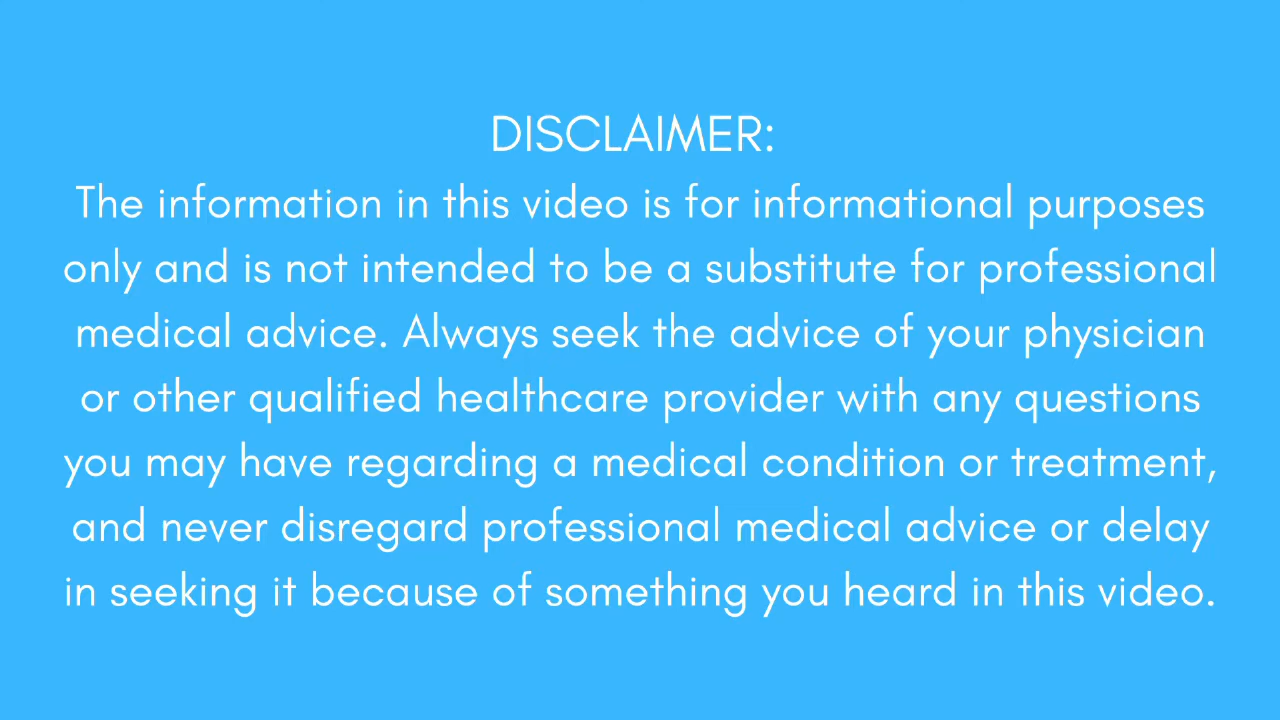 DISCLAIMER:
The information in this video is for informational purposes
only and is not intended to be a substitute for professional
medical advice. Always seek the advice of your physician
or other qualified healthcare provider with any questions
you may have regarding a medical condition or treatment,
and never disregard professional medical advice or delay
in seeking it because of something you heard in this video.